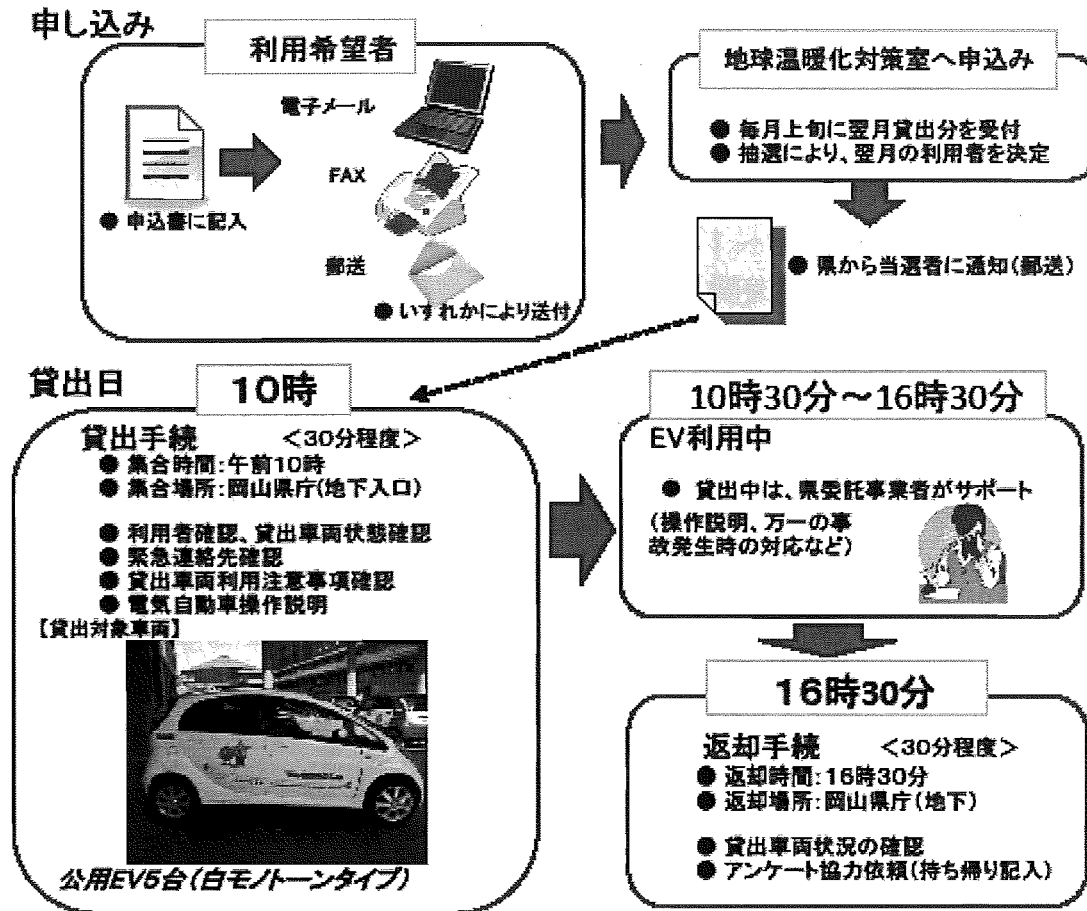 申し込み
利用希望者
電子メール
FAX
郵送
● 申込書に記入
● いずれかにより送付
地球温暖化対策室へ申込み
● 毎月上旬に翌月貸出分を受付
● 抽選により、翌月の利用者を決定
● 県から当選者に通知(郵送)
貸出日
10時
貸出手続 <30分程度>
● 集合時間:午前10時
● 集合場所:岡山県庁(地下入口)
● 利用者確認、貸出車両状態確認
● 緊急連絡先確認
● 貸出車両利用注意事項確認
● 電気自動車操作説明
【貸出対象車両】
公用EV5台(白モノトーンタイプ)
10時30分~16時30分
EV利用中
● 貸出中は、県委託事業者がサポート
(操作説明、万一の事
故発生時の対応など)
16時30分
返却手続 <30分程度>
● 返却時間:16時30分
● 返却場所:岡山県庁(地下)
● 貸出車両状況の確認
● アンケート協力依頼(持ち帰り記入)